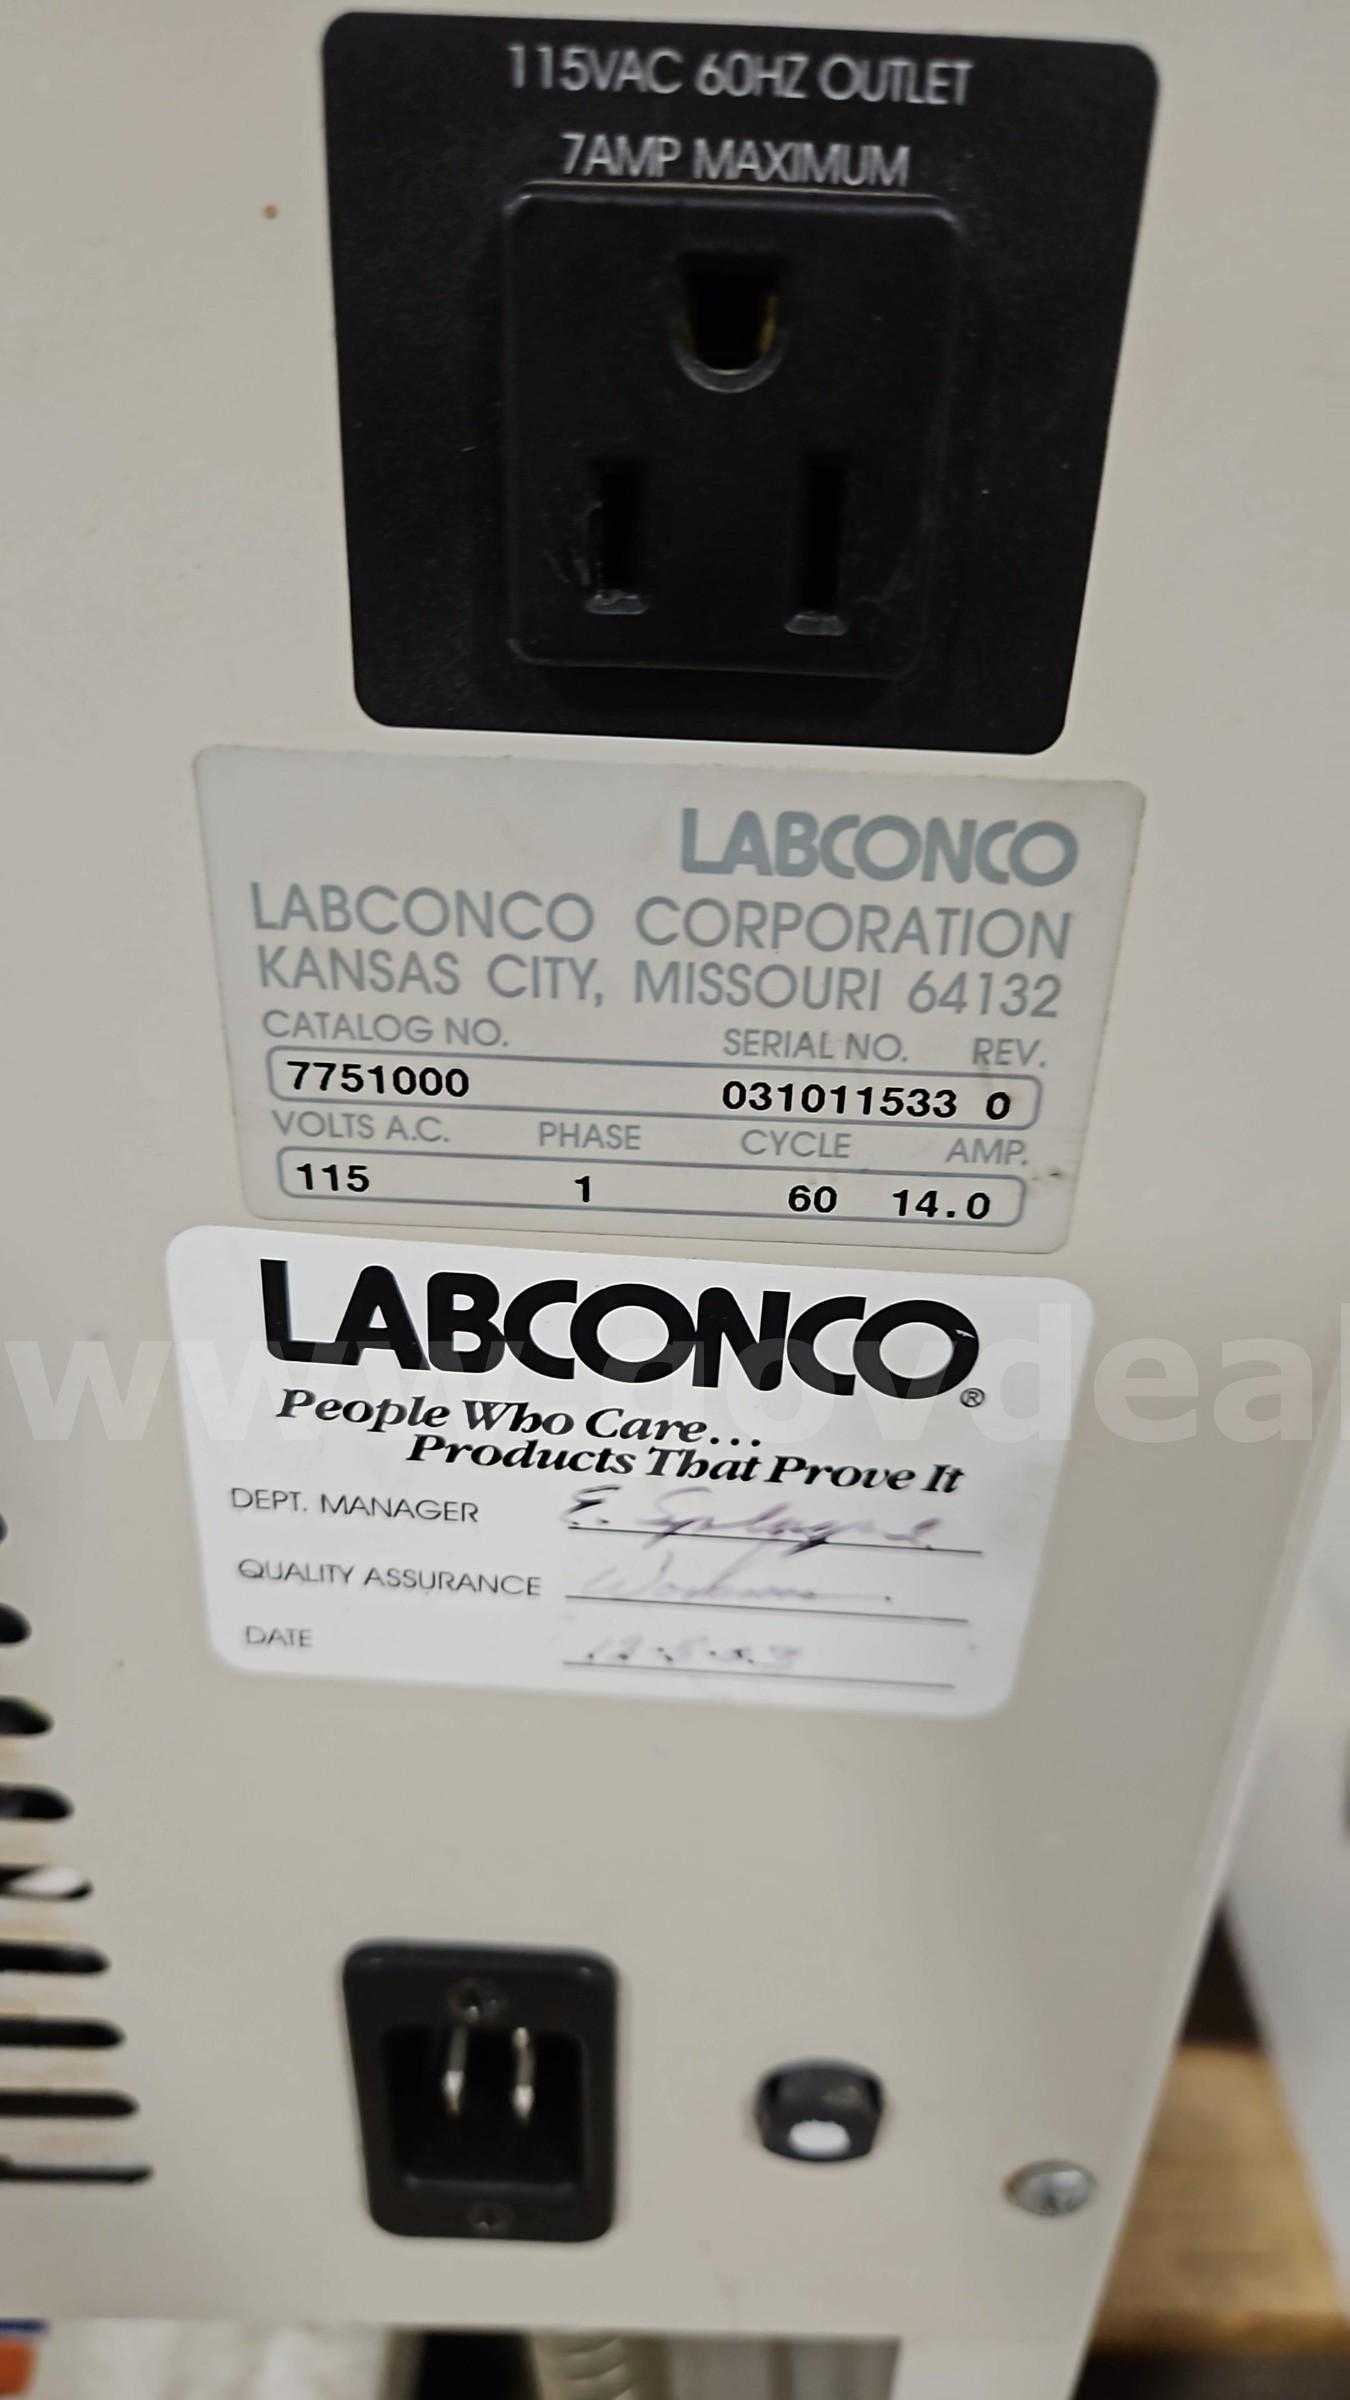 115VAC 60HZ OUTLET
7AMP MAXIMUM
LABCONCO
LABCONCO CORPORATION
KANSAS CITY, MISSOURI 64132
CATALOG NO. SERIAL NO. REV.
7751000 031011533 0
VOLTS A.C. PHASE CYCLE AMP.
115 1 60 14.0
LABCONCO®
www.govdeal
People Who Care...
Products That Prove It
DEPT. MANAGER E.
QUALITY ASSURANCE
DATE